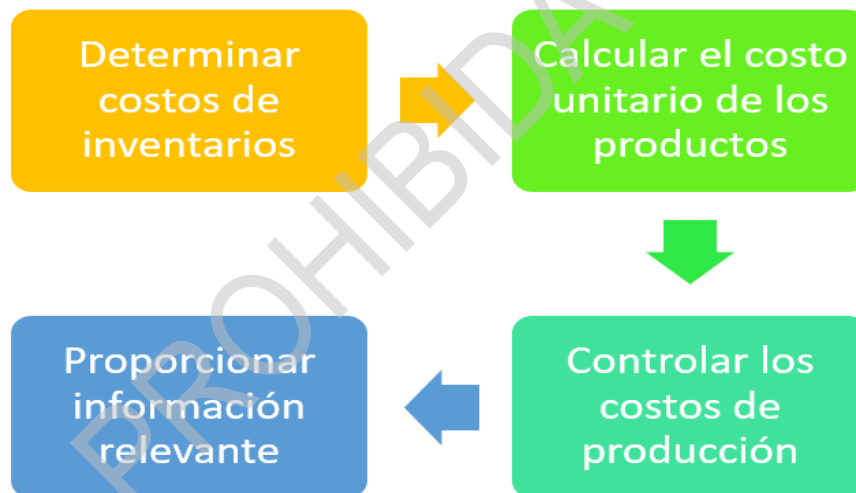 Determinar
costos de
inventarios
Calcular el costo
unitario de los
productos
Controlar los
costos de
producción
Proporcionar
información
relevante
PROHIBIDA